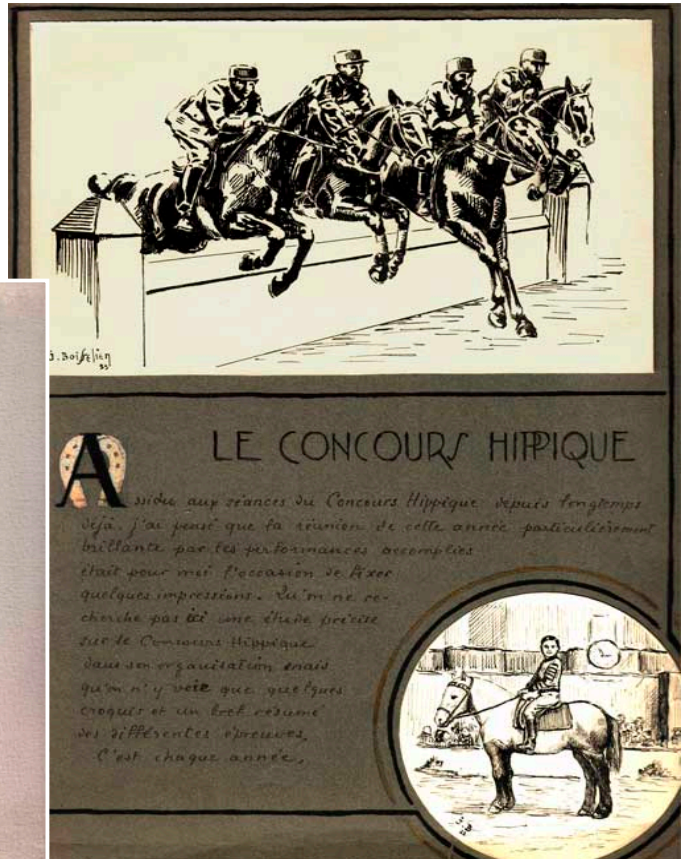 J. Boisselier
35
LE CONCOURS HIPPIQUE
Assidu aux séances du Concours Hippique depuis longtemps
déjà, j'ai pensé que la réunion de cette année particulièrement
brillante par les performances accomplies
était pour moi l'occasion de fixer
quelques impressions. Qu'on ne re-
cherche pas ici une étude précise
sur le Concours Hippique
dans son organisation mais
qu'on n'y voie que quelques
croquis et un bref résumé
des différentes épreuves.
C'est chaque année,